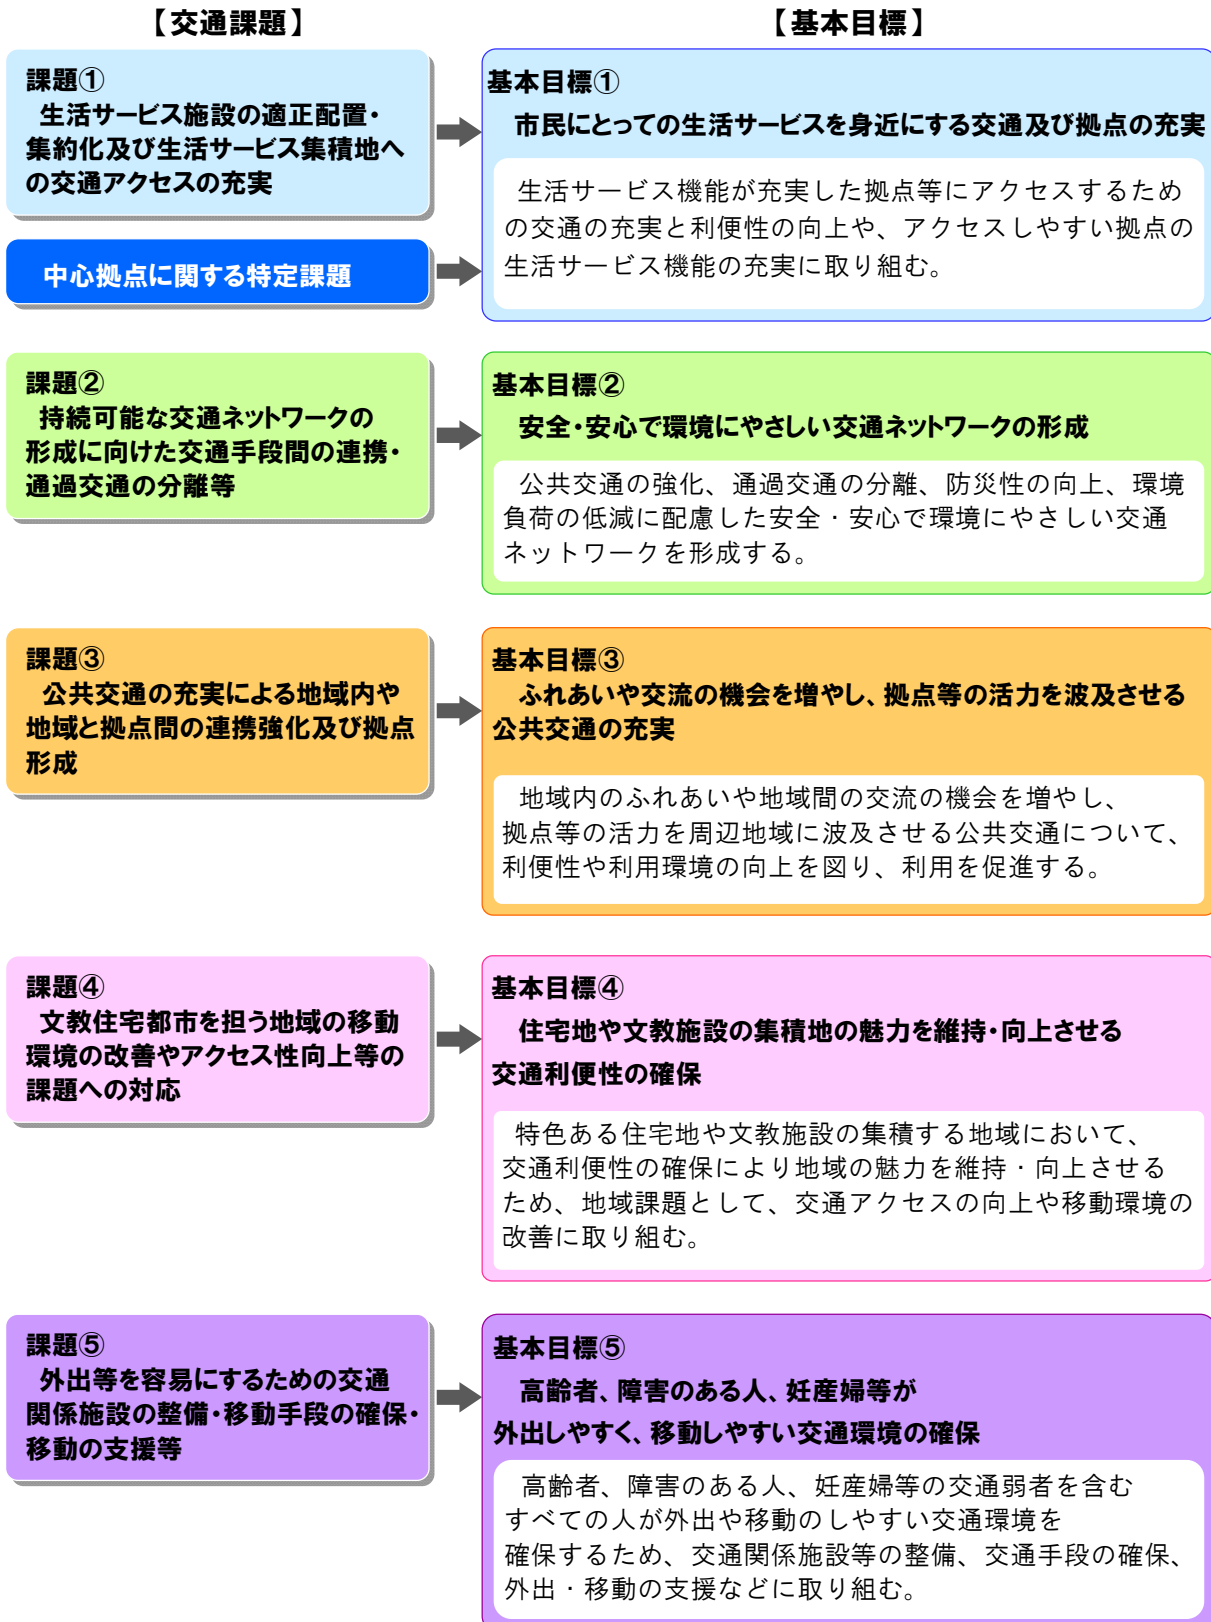 【交通課題】
【基本目標】
課題①
生活サービス施設の適正配置・
集約化及び生活サービス集積地へ
の交通アクセスの充実
中心拠点に関する特定課題
基本目標①
市民にとっての生活サービスを身近にする交通及び拠点の充実
生活サービス機能が充実した拠点等にアクセスするため
の交通の充実と利便性の向上や、アクセスしやすい拠点の
生活サービス機能の充実に取り組む。
課題②
持続可能な交通ネットワークの
形成に向けた交通手段間の連携・
通過交通の分離等
基本目標②
安全・安心で環境にやさしい交通ネットワークの形成
公共交通の強化、通過交通の分離、防災性の向上、環境
負荷の低減に配慮した安全・安心で環境にやさしい交通
ネットワークを形成する。
課題③
公共交通の充実による地域内や
地域と拠点間の連携強化及び拠点
形成
基本目標③
ふれあいや交流の機会を増やし、拠点等の活力を波及させる
公共交通の充実
地域内のふれあいや地域間の交流の機会を増やし、
拠点等の活力を周辺地域に波及させる公共交通について、
利便性や利用環境の向上を図り、利用を促進する。
課題④
文教住宅都市を担う地域の移動
環境の改善やアクセス性向上等の
課題への対応
基本目標④
住宅地や文教施設の集積地の魅力を維持・向上させる
交通利便性の確保
特色ある住宅地や文教施設の集積する地域において、
交通利便性の確保により地域の魅力を維持・向上させる
ため、地域課題として、交通アクセスの向上や移動環境の
改善に取り組む。
課題⑤
外出等を容易にするための交通
関係施設の整備・移動手段の確保・
移動の支援等
基本目標⑤
高齢者、障害のある人、妊産婦等が
外出しやすく、移動しやすい交通環境の確保
高齢者、障害のある人、妊産婦等の交通弱者を含む
すべての人が外出や移動のしやすい交通環境を
確保するため、交通関係施設等の整備、交通手段の確保、
外出・移動の支援などに取り組む。